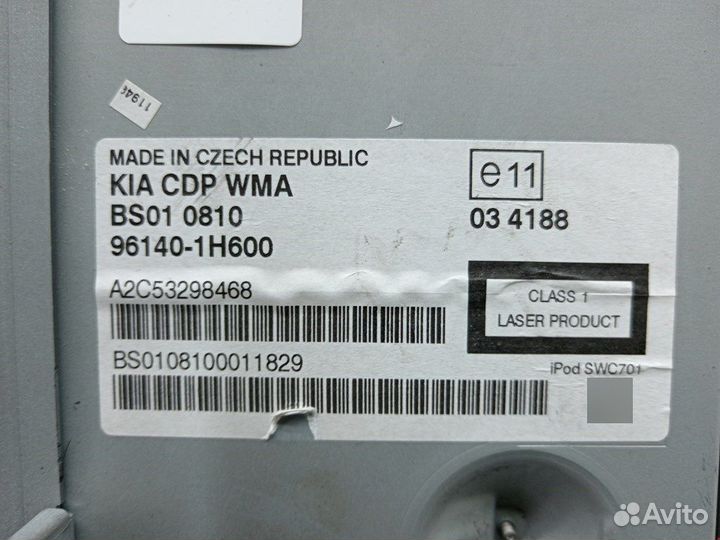 11946
MADE IN CZECH REPUBLIC
KIA CDP WMA
BS01 0810
96140-1H600
e11
03 4188
A2C53298468
CLASS 1
LASER PRODUCT
BS0108100011829
iPod SWC701
Avito